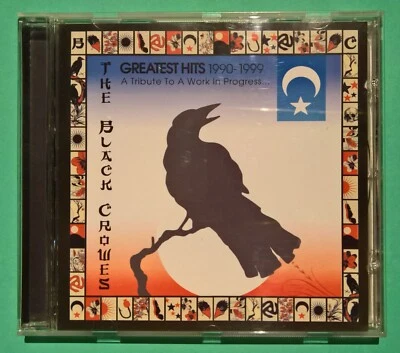 B
C
GREATEST HITS 1990-1999
A Tribute To A Work In Progress...
THE BLACK CROWES